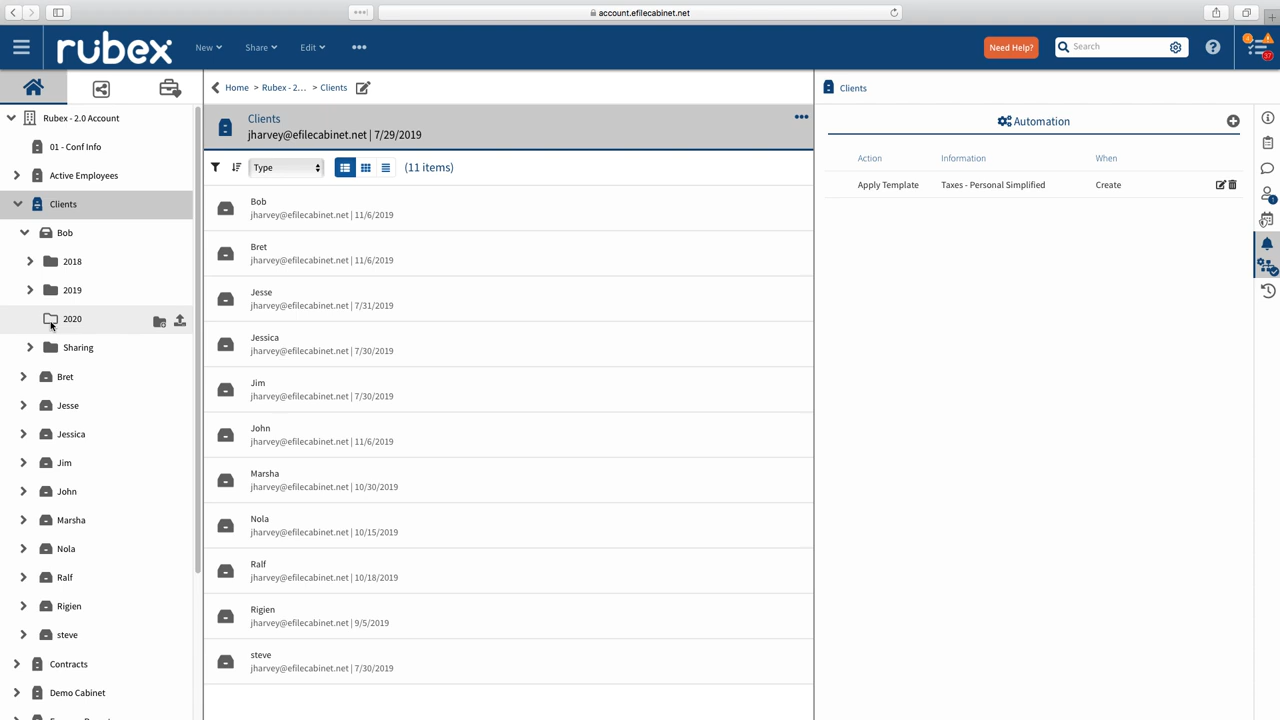 account.efilecabinet.net
rubex
New
Share
Edit
Need Help?
Search
37
Rubex - 2.0 Account
01 - Conf Info
Active Employees
Clients
Bob
2018
2019
2020
Sharing
Bret
Jesse
Jessica
Jim
John
Marsha
Nola
Ralf
Rigien
steve
Contracts
Demo Cabinet
Home > Rubex - 2... > Clients
Clients
jharvey@efilecabinet.net | 7/29/2019
Type
(11 items)
Bob
jharvey@efilecabinet.net | 11/6/2019
Bret
jharvey@efilecabinet.net | 11/6/2019
Jesse
jharvey@efilecabinet.net | 7/31/2019
Jessica
jharvey@efilecabinet.net | 7/30/2019
Jim
jharvey@efilecabinet.net | 7/30/2019
John
jharvey@efilecabinet.net | 11/6/2019
Marsha
jharvey@efilecabinet.net | 10/30/2019
Nola
jharvey@efilecabinet.net | 10/15/2019
Ralf
jharvey@efilecabinet.net | 10/18/2019
Rigien
jharvey@efilecabinet.net | 9/5/2019
steve
jharvey@efilecabinet.net | 7/30/2019
Clients
Automation
Action Information When
Apply Template Taxes - Personal Simplified Create